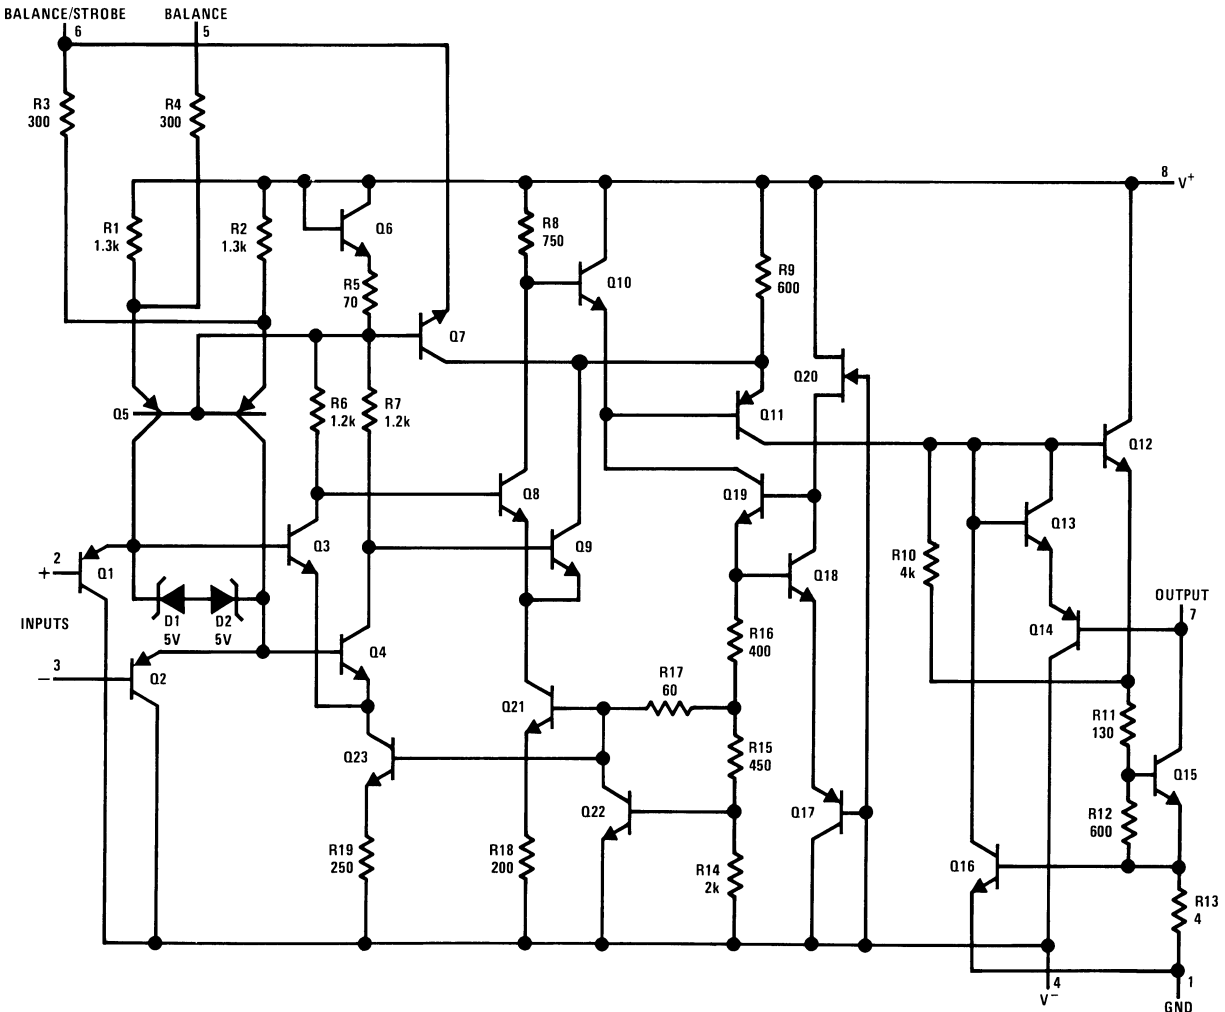 BALANCE/STROBE
6
BALANCE
5
R3
300
R4
300
8
V+
R1
1.3k
R2
1.3k
Q6
R5
70
R8
750
Q10
R9
600
Q7
Q20
Q5
R6
1.2k
R7
1.2k
Q11
Q12
Q8
Q19
Q13
Q3
Q9
R10
4k
Q18
+
2
Q1
D1
5V
D2
5V
INPUTS
OUTPUT
7
Q14
R16
400
Q4
−
3
Q2
R17
60
Q21
R11
130
Q23
R15
450
Q15
Q22
Q17
R12
600
R19
250
R18
200
R14
2k
Q16
R13
4
4
V−
1
GND